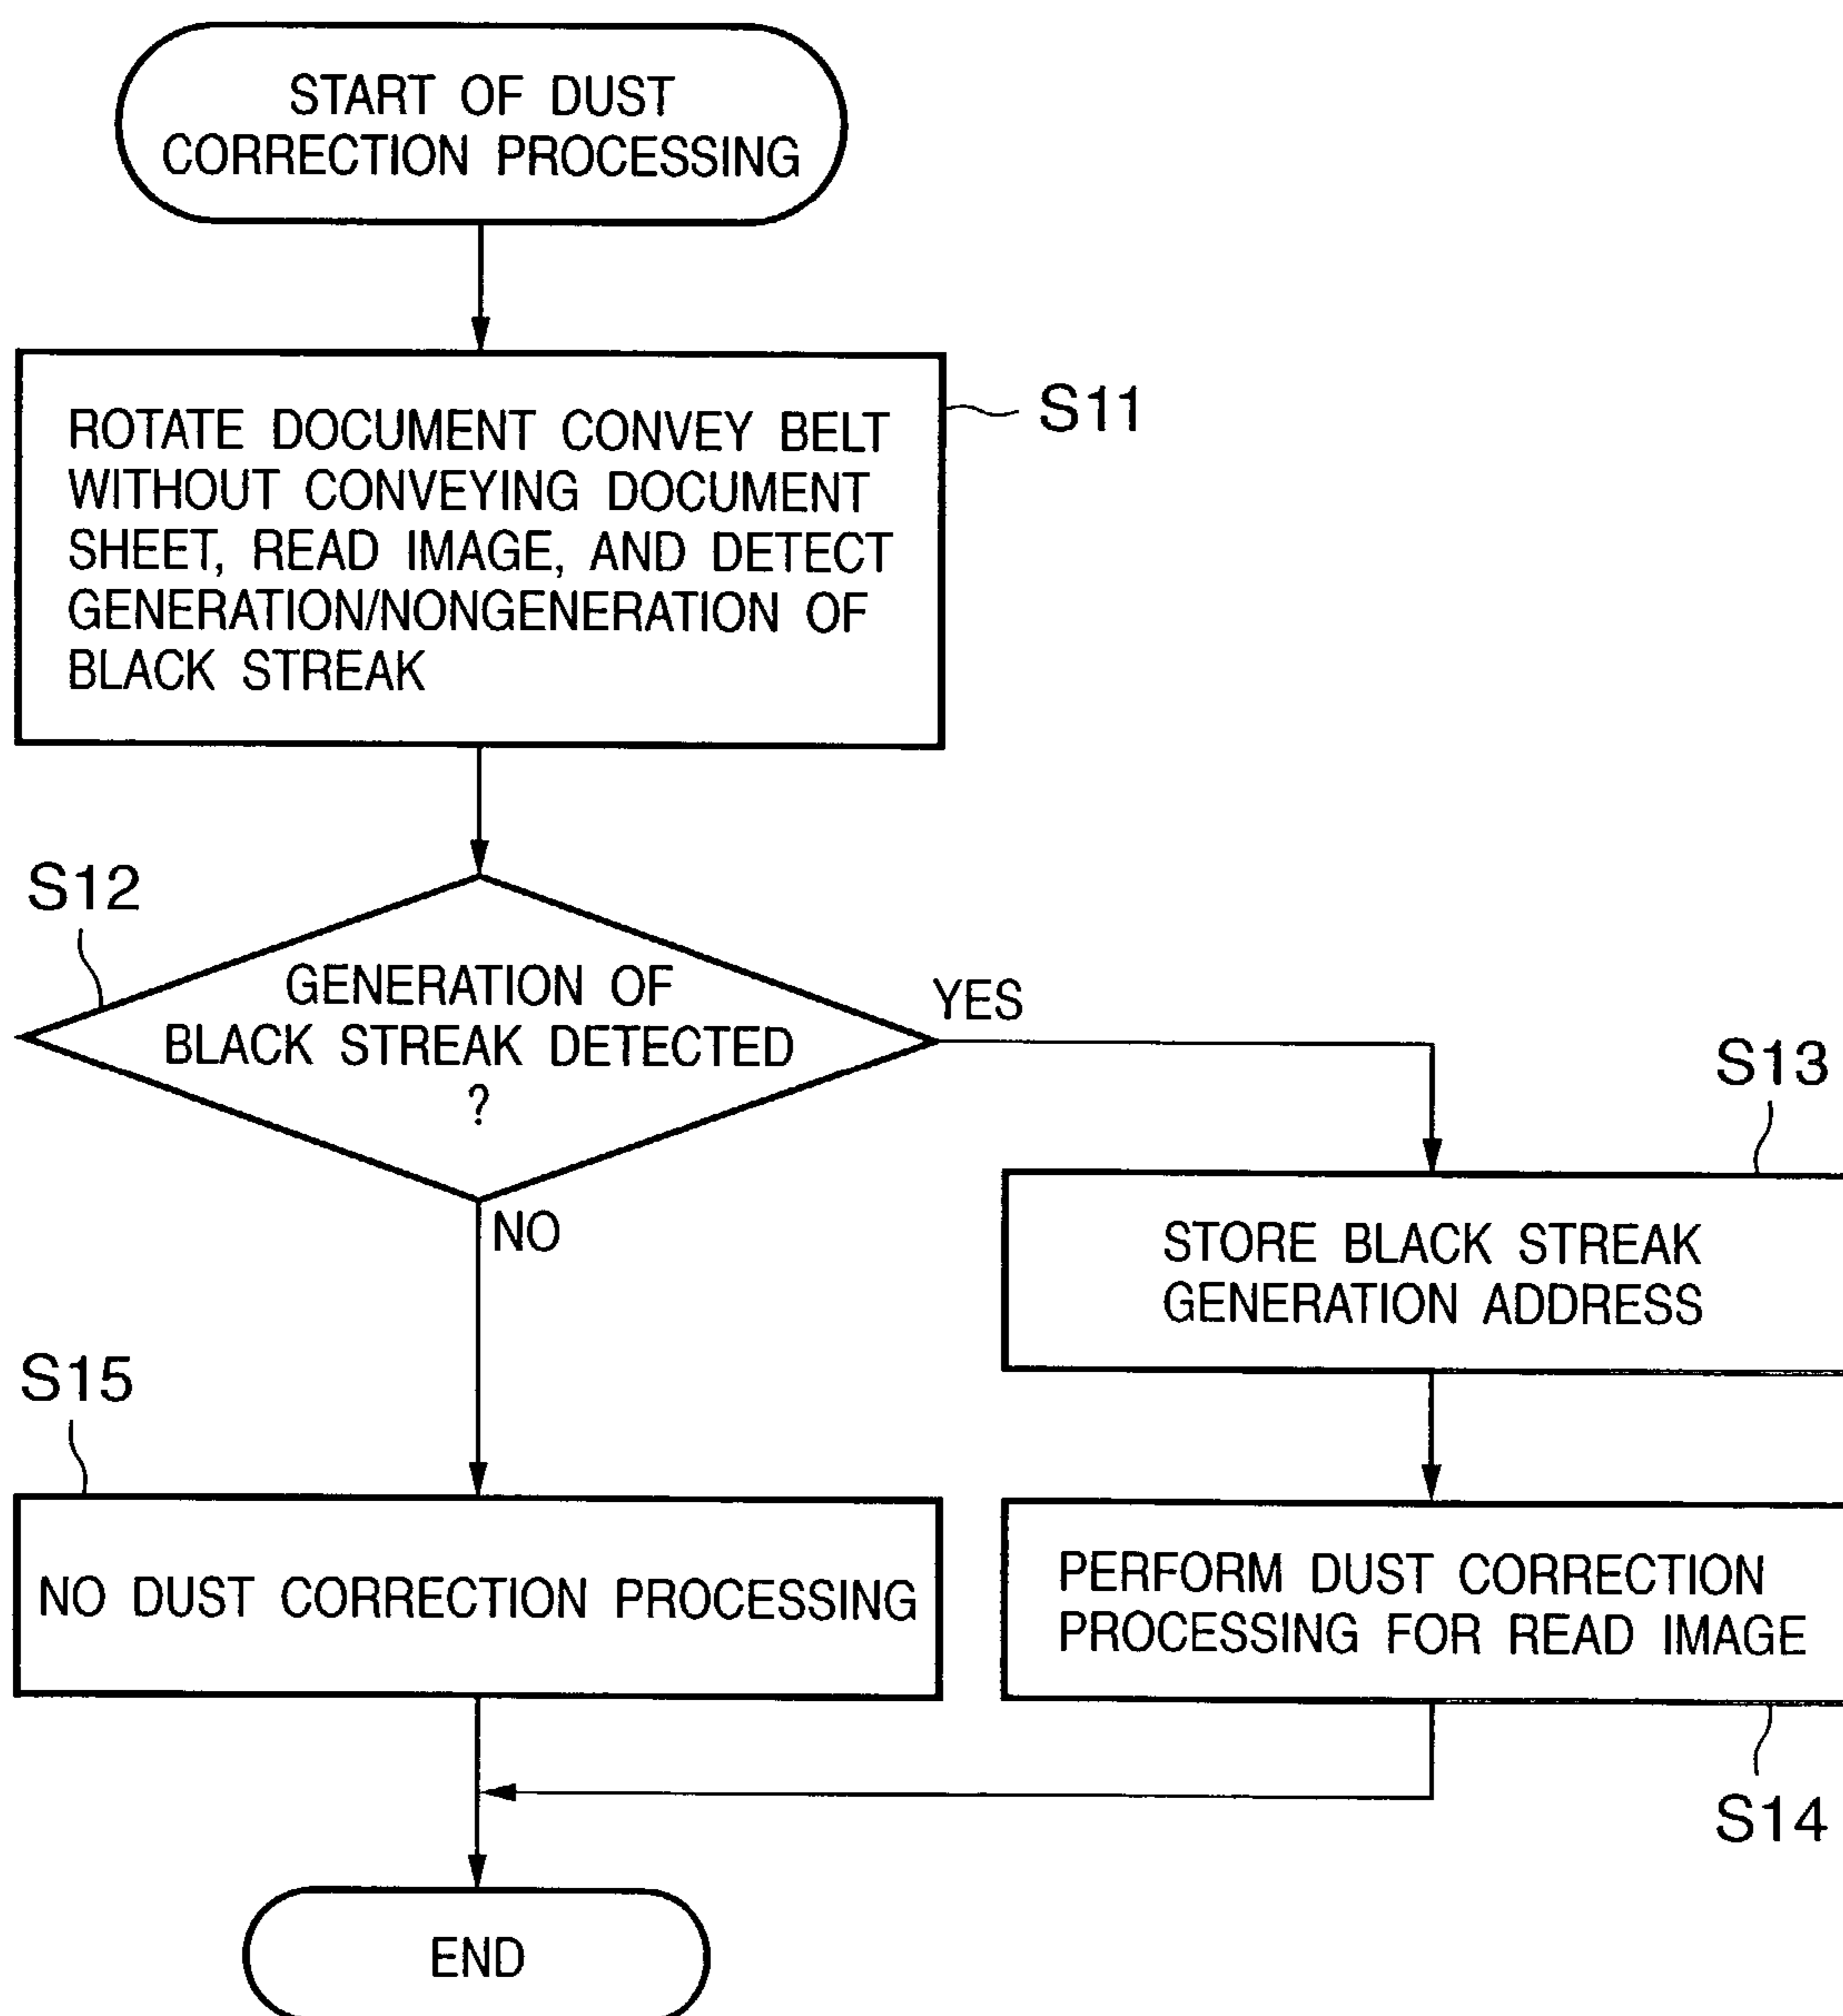 START OF DUST
CORRECTION PROCESSING
ROTATE DOCUMENT CONVEY BELT
WITHOUT CONVEYING DOCUMENT
SHEET, READ IMAGE, AND DETECT
GENERATION/NONGENERATION OF
BLACK STREAK
S11
S12
GENERATION OF
BLACK STREAK DETECTED
?
YES
NO
S13
STORE BLACK STREAK
GENERATION ADDRESS
S15
NO DUST CORRECTION PROCESSING
PERFORM DUST CORRECTION
PROCESSING FOR READ IMAGE
S14
END